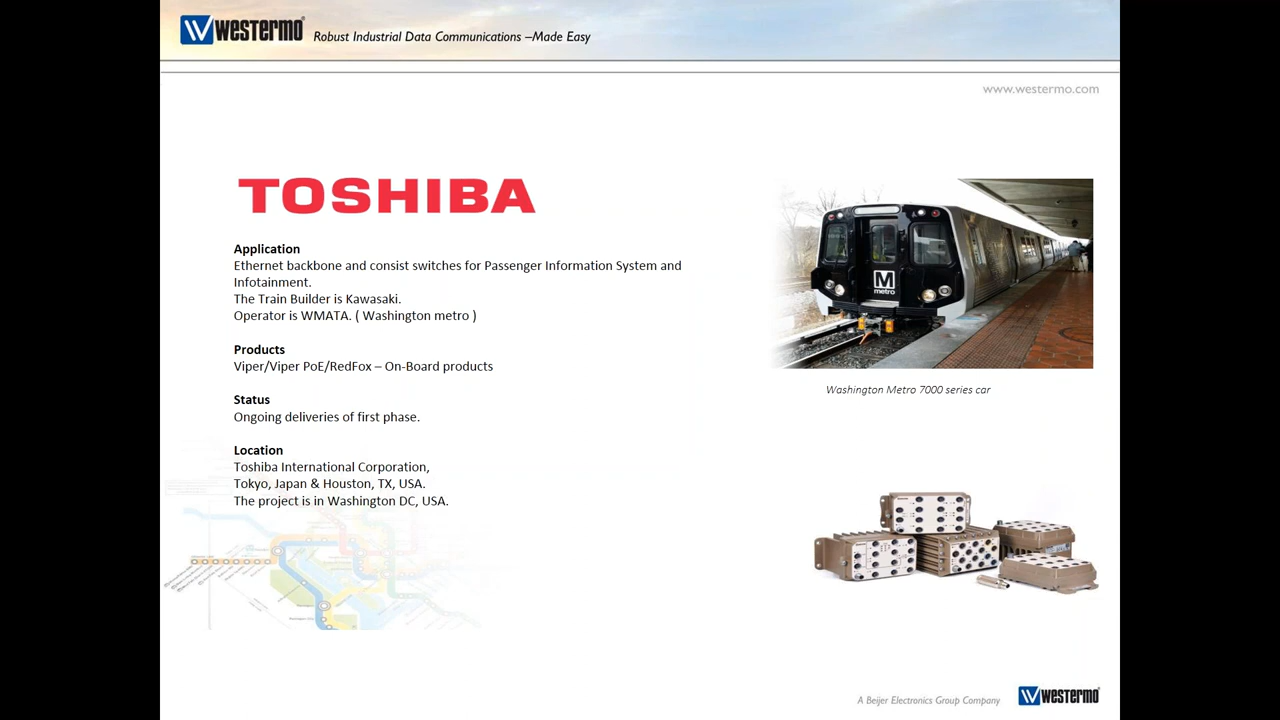 westermo
Robust Industrial Data Communications –Made Easy
www.westermo.com
TOSHIBA
Application
Ethernet backbone and consist switches for Passenger Information System and
Infotainment.
The Train Builder is Kawasaki.
Operator is WMATA. ( Washington metro )
Products
Viper/Viper PoE/RedFox – On-Board products
Status
Ongoing deliveries of first phase.
Location
Toshiba International Corporation,
Tokyo, Japan & Houston, TX, USA.
The project is in Washington DC, USA.
M
metro
Washington Metro 7000 series car
A Beijer Electronics Group Company
westermo